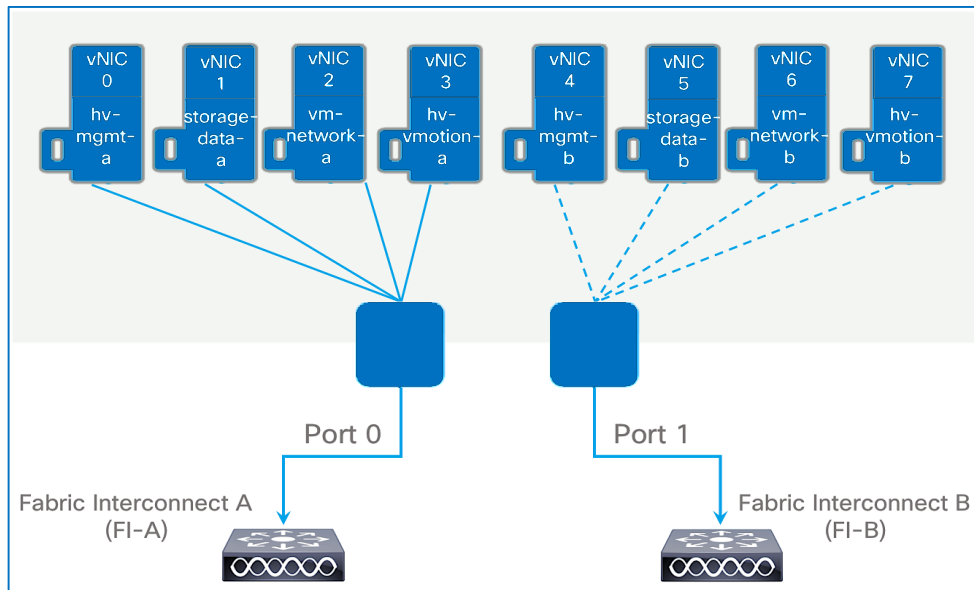 vNIC
0
hv-
mgmt-
a
vNIC
1
storage-
data-
a
vNIC
2
vm-
network-
a
vNIC
3
hv-
vmotion-
a
vNIC
4
hv-
mgmt-
b
vNIC
5
storage-
data-
b
vNIC
6
vm-
network-
b
vNIC
7
hv-
vmotion-
b
Port 0
Port 1
Fabric Interconnect A
(FI-A)
Fabric Interconnect B
(FI-B)